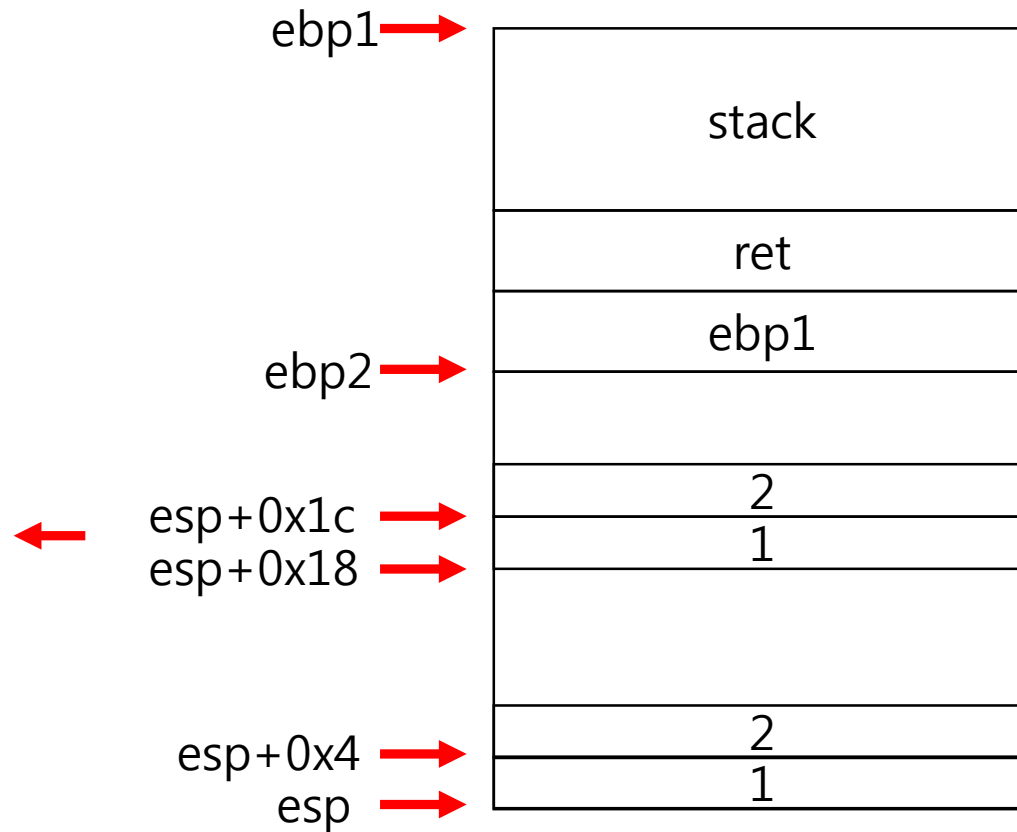 ebp1
stack
ret
ebp1
ebp2
2
esp+0x1c
1
esp+0x18
2
esp+0x4
1
esp